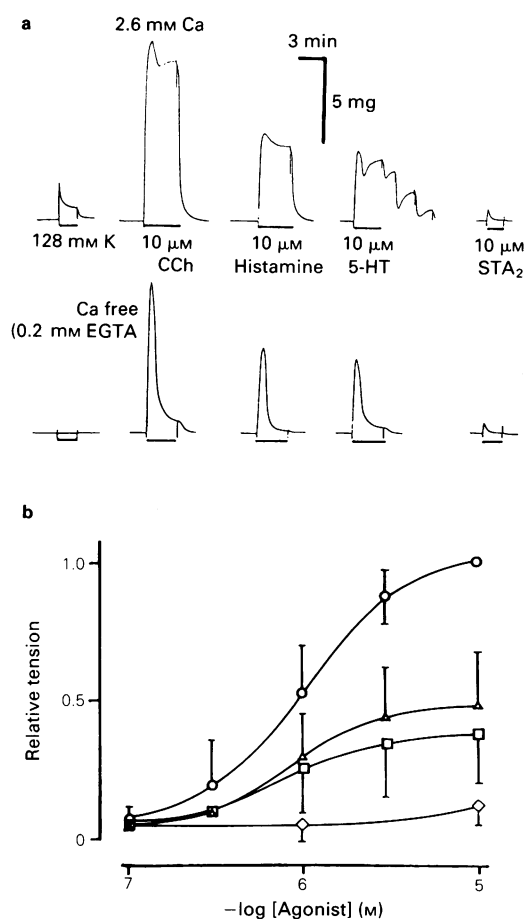 a
2.6 mM Ca
3 min
5 mg
128 mM K
10 μM
10 μM
10 μM
10 μM
CCh
Histamine
5-HT
STA₂
Ca free
(0.2 mM EGTA
b
1.0
0.5
0
Relative tension
7
6
5
−log [Agonist] (M)